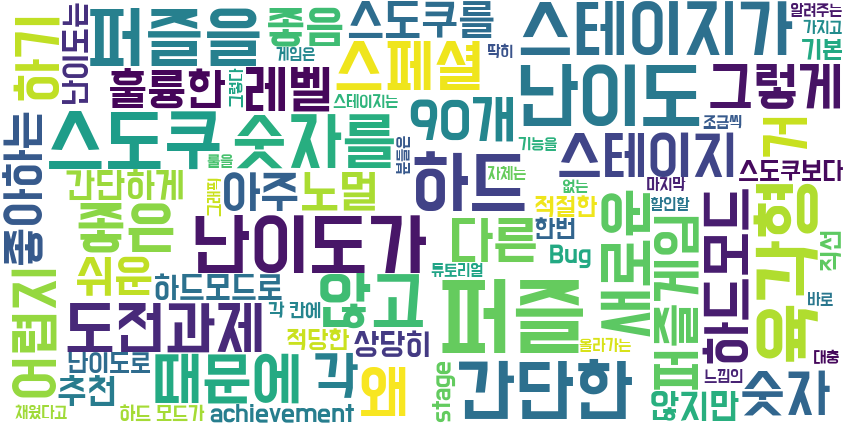 퍼즐을
좋음
스도쿠를
스테이지가
알려주는
가지고
기본
하기
난이도는
게임은
딱히
훌륭한
그렇다
레벨
스페셜
스테이지는
난이도
그렇게
90개
조금씩
스도쿠
숫자를
룰을
분들은
기능을
스테이지
거
스도쿠보다
좋아하는
간단하게
아주
노멀
하드
자체는
없는
마지막
그래픽
적절한
할인할
좋은
난이도가
다른
한번
새로운
육각형
하드모드
직선
쉬운
Bug
튜토리얼
퍼즐게임
어렵지
하드모드로
않고
퍼즐
각 칸에
바로
도전과제
적당한
상당히
올라가는
난이도로
때문에
각
왜
간단한
느낌의
대충
추천
stage
않지만
숫자
채웠다고
하드 모드가
achievement